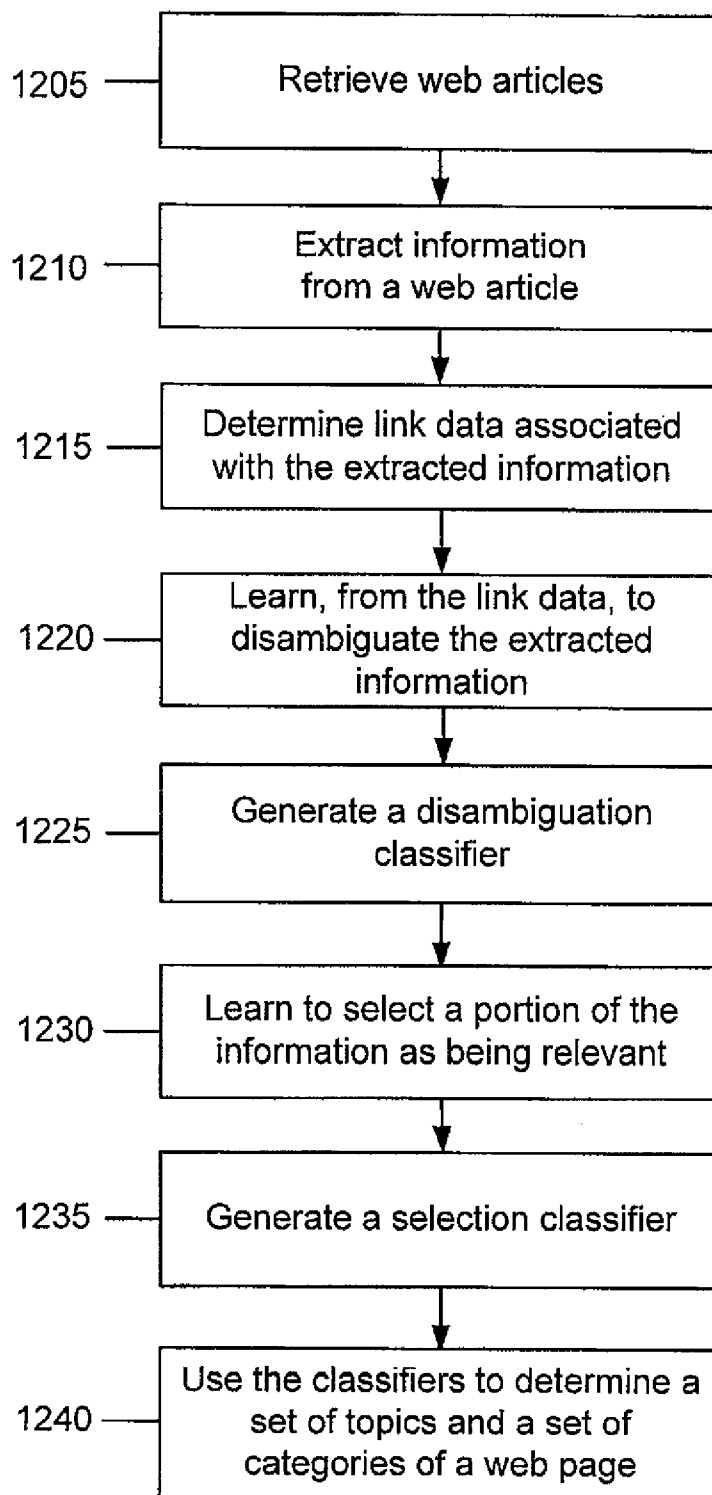 1205
Retrieve web articles
1210
Extract information
from a web article
1215
Determine link data associated
with the extracted information
1220
Learn, from the link data, to
disambiguate the extracted
information
1225
Generate a disambiguation
classifier
1230
Learn to select a portion of the
information as being relevant
1235
Generate a selection classifier
1240
Use the classifiers to determine a
set of topics and a set of
categories of a web page